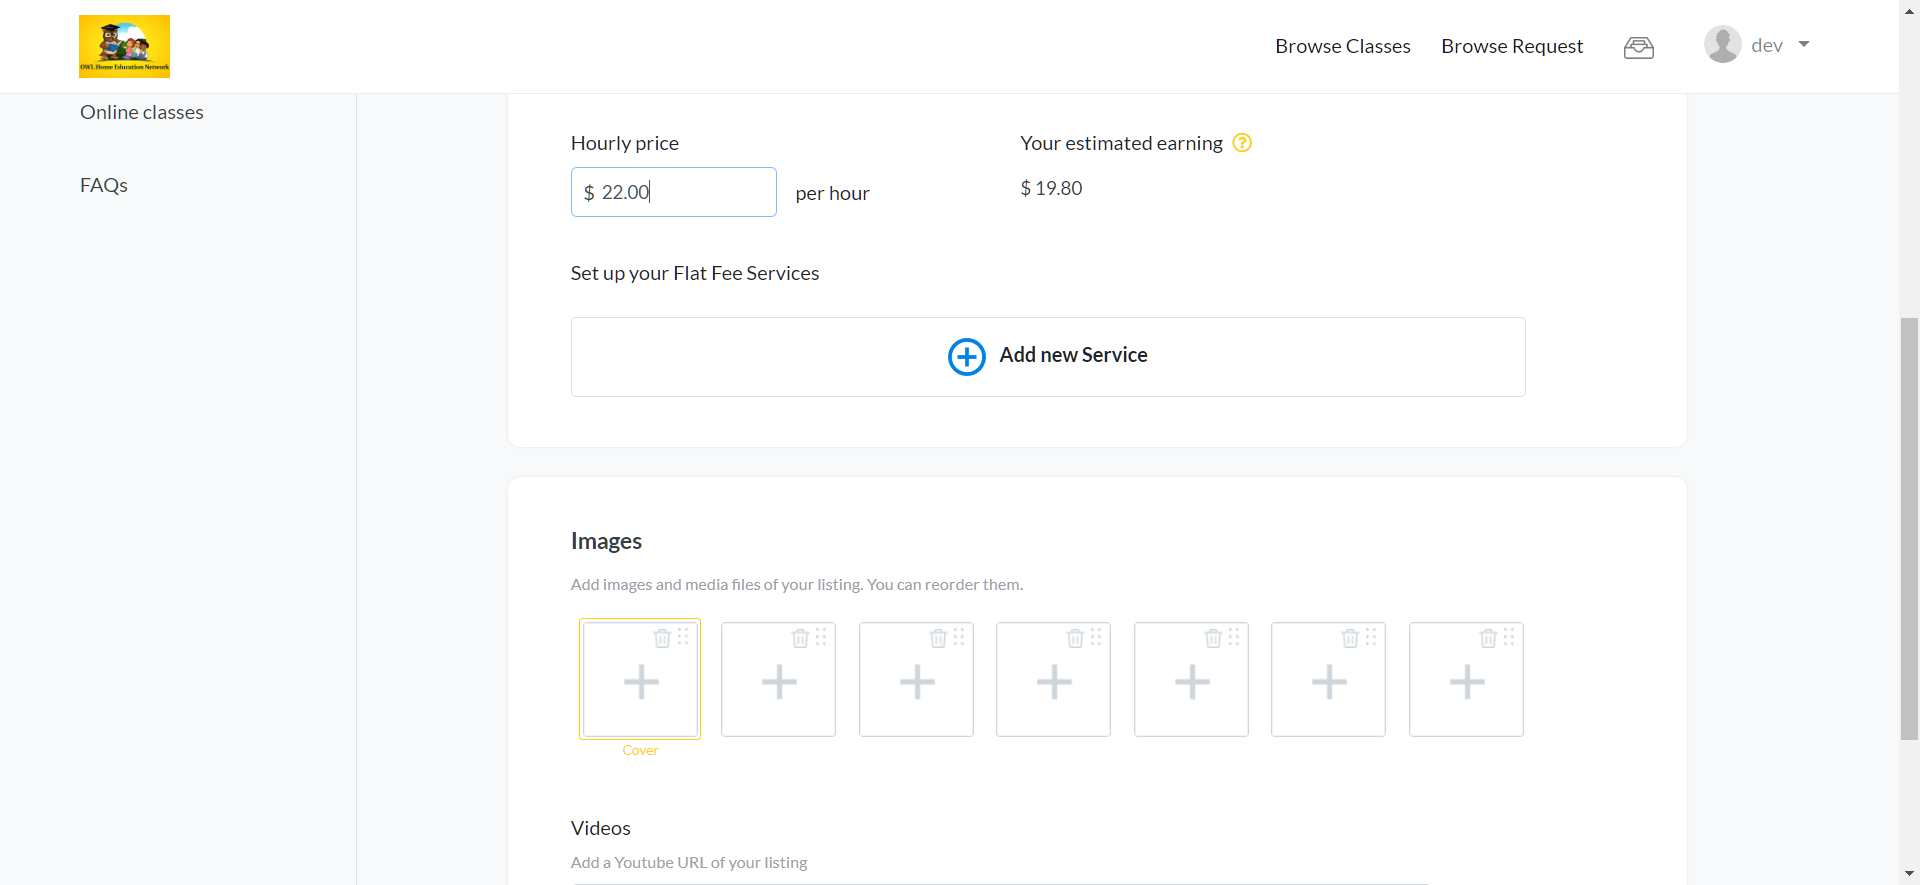 OWL Home Education Network
Browse Classes
Browse Request
dev
Online classes
FAQs
Hourly price
$ 22.00
per hour
Your estimated earning ?
$ 19.80
Set up your Flat Fee Services
Add new Service
Images
Add images and media files of your listing. You can reorder them.
Cover
Videos
Add a Youtube URL of your listing